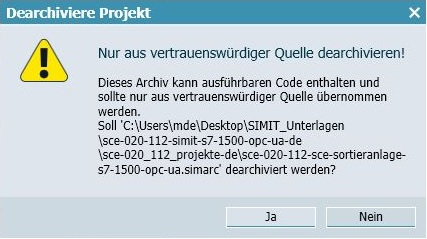 Dearchiviere Projekt
Nur aus vertrauenswürdiger Quelle dearchivieren!
Dieses Archiv kann ausführbaren Code enthalten und
sollte nur aus vertrauenswürdiger Quelle übernommen
werden.
Soll 'C:\Users\mde\Desktop\SIMIT_Unterlagen
\sce-020-112-simit-s7-1500-opc-ua-de
\sce-020_112_projekte-de\sce-020-112-sce-sortieranlage-
s7-1500-opc-ua.simarc' dearchiviert werden?
Ja
Nein